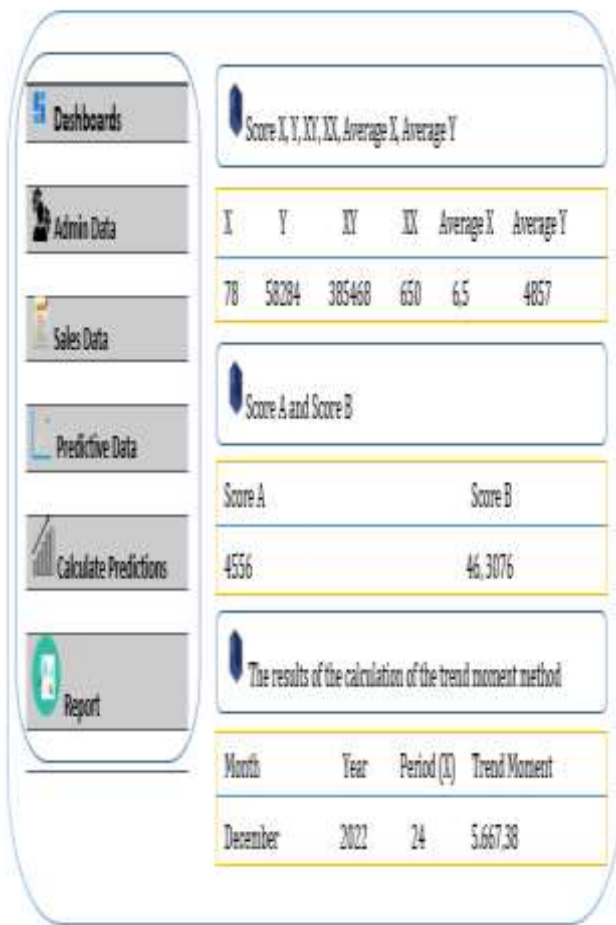 Dashboards
Admin Data
Sales Data
Predictive Data
Calculate Predictions
Report
Score X, Y, XY, XX, Average X, Average Y
X Y XY XX Average X Average Y
78 58284 385468 650 6,5 4857
Score A and Score B
Score A Score B
4556 46, 3076
The results of the calculation of the trend moment method
Month Year Period (X) Trend Moment
December 2022 24 5.667,38